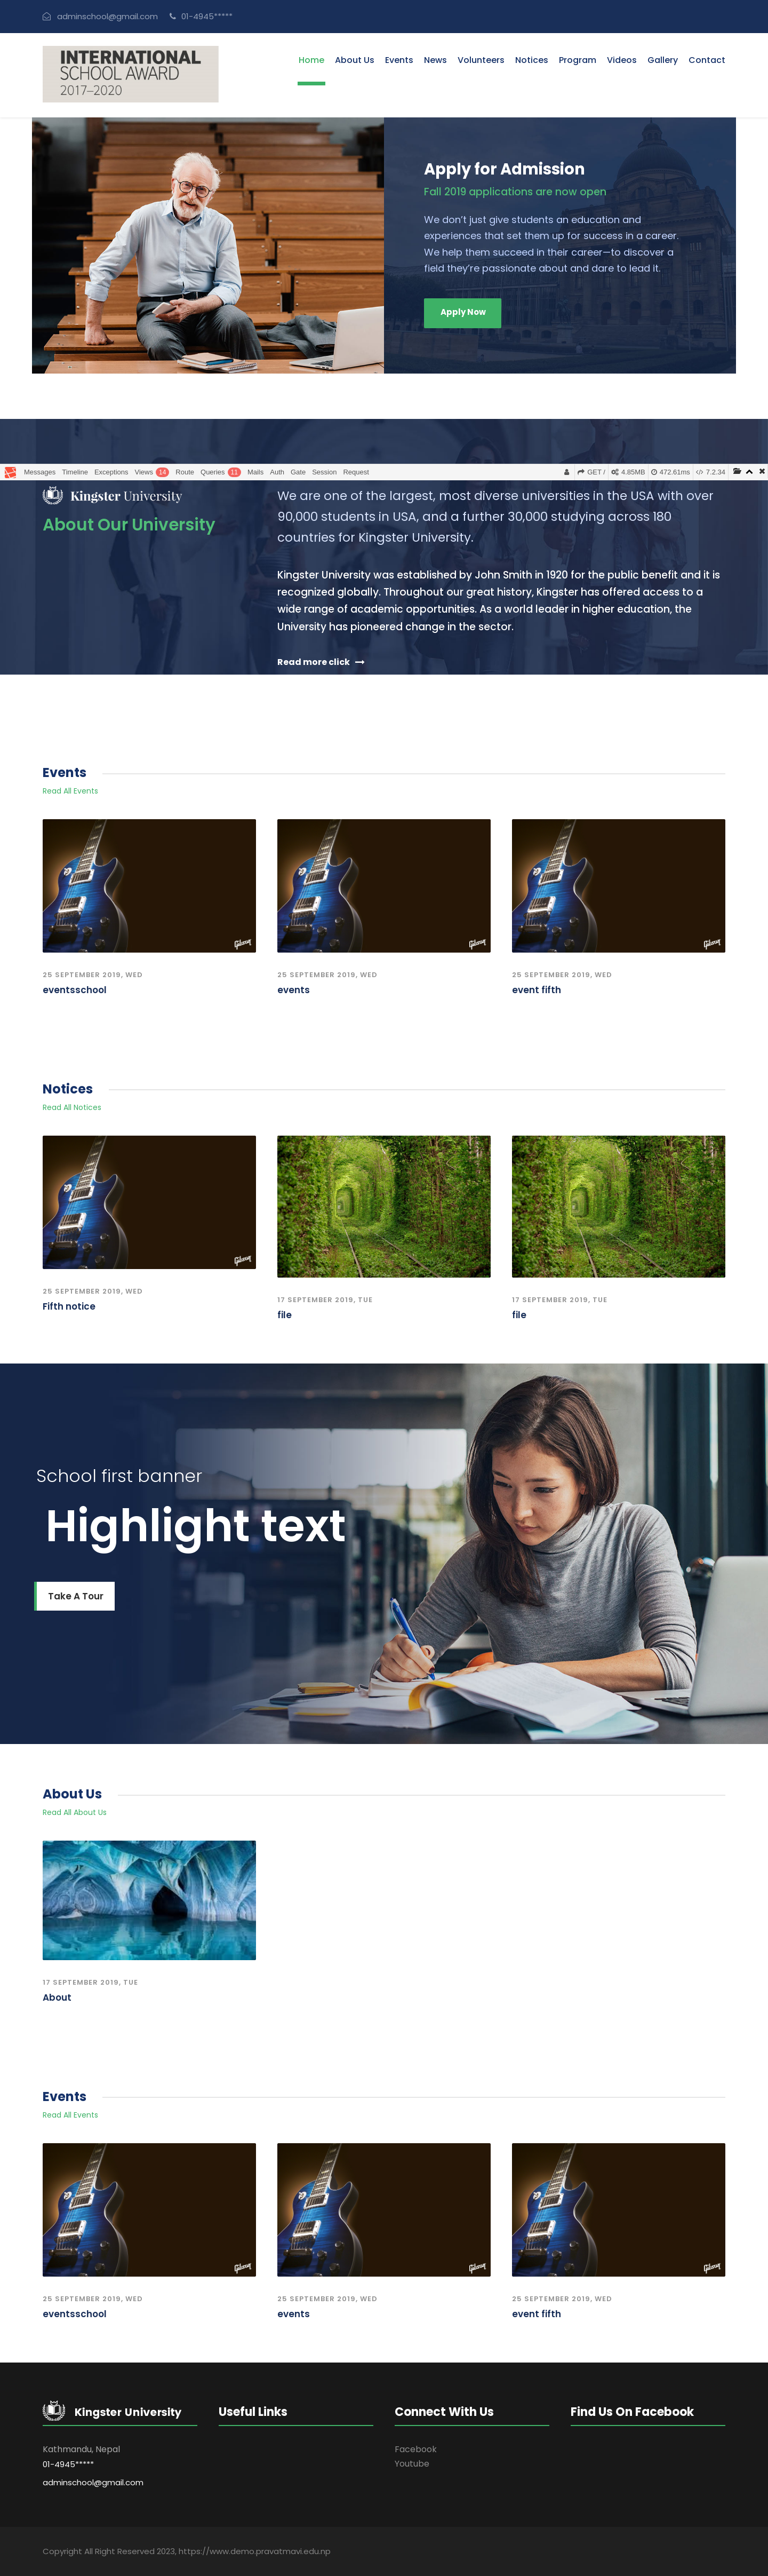 adminschool@gmail.com 01-4945*****
INTERNATIONAL
SCHOOL AWARD
2017–2020
Home About Us Events News Volunteers Notices Program Videos Gallery Contact
Apply for Admission
Fall 2019 applications are now open
We don’t just give students an education and
experiences that set them up for success in a career.
We help them succeed in their career—to discover a
field they’re passionate about and dare to lead it.
Apply Now
Messages Timeline Exceptions Views 14 Route Queries 11 Mails Auth Gate Session Request GET / 4.85MB 472.61ms 7.2.34
Kingster University
About Our University
We are one of the largest, most diverse universities in the USA with over
90,000 students in USA, and a further 30,000 studying across 180
countries for Kingster University.
Kingster University was established by John Smith in 1920 for the public benefit and it is
recognized globally. Throughout our great history, Kingster has offered access to a
wide range of academic opportunities. As a world leader in higher education, the
University has pioneered change in the sector.
Read more click
Events
Read All Events
Gibson Gibson Gibson
25 SEPTEMBER 2019, WED 25 SEPTEMBER 2019, WED 25 SEPTEMBER 2019, WED
eventsschool events event fifth
Notices
Read All Notices
Gibson
25 SEPTEMBER 2019, WED
Fifth notice
17 SEPTEMBER 2019, TUE 17 SEPTEMBER 2019, TUE
file file
School first banner
Highlight text
Take A Tour
About Us
Read All About Us
17 SEPTEMBER 2019, TUE
About
Events
Read All Events
Gibson Gibson Gibson
25 SEPTEMBER 2019, WED 25 SEPTEMBER 2019, WED 25 SEPTEMBER 2019, WED
eventsschool events event fifth
Kingster University Useful Links Connect With Us Find Us On Facebook
Kathmandu, Nepal
01-4945*****
adminschool@gmail.com
Facebook
Youtube
Copyright All Right Reserved 2023, https://www.demo.pravatmavi.edu.np